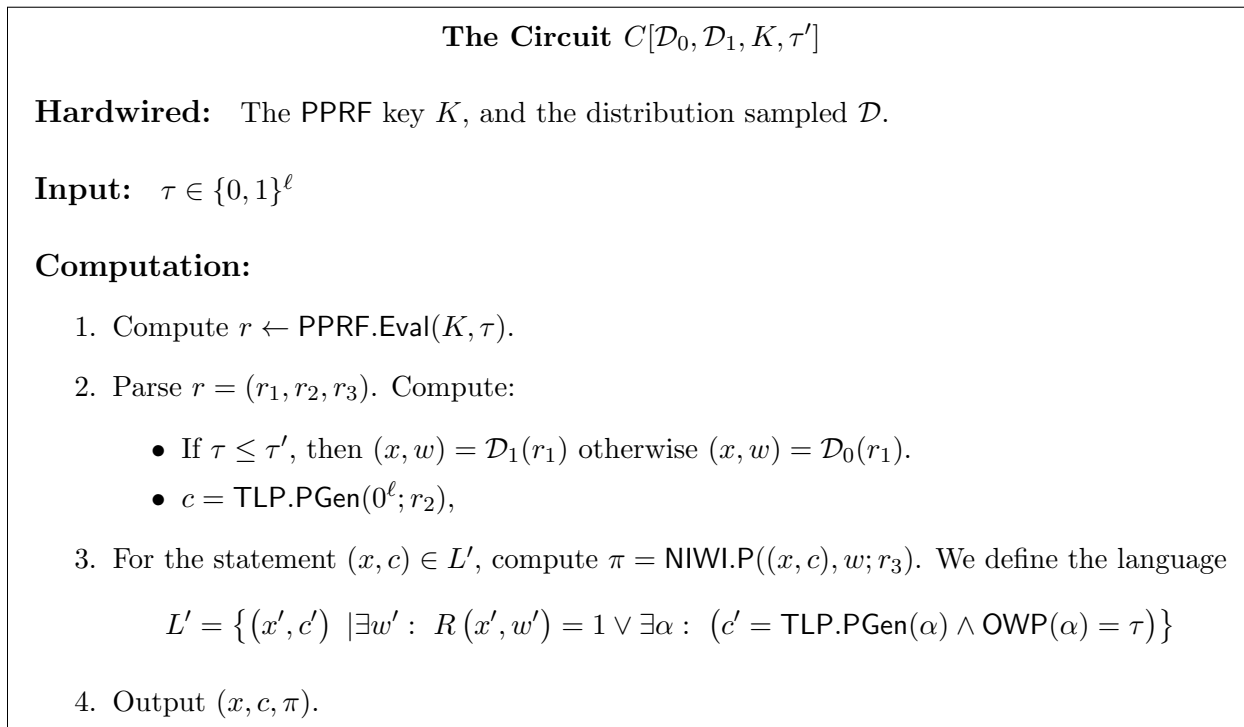 The Circuit C[𝒟₀, 𝒟₁, K, τ′]
Hardwired: The PPRF key K, and the distribution sampled 𝒟.
Input: τ ∈ {0, 1}^ℓ
Computation:
1. Compute r ← PPRF.Eval(K, τ).
2. Parse r = (r₁, r₂, r₃). Compute:
• If τ ≤ τ′, then (x, w) = 𝒟₁(r₁) otherwise (x, w) = 𝒟₀(r₁).
• c = TLP.PGen(0^ℓ; r₂),
3. For the statement (x, c) ∈ L′, compute π = NIWI.P((x, c), w; r₃). We define the language
L′ = {(x′, c′) |∃w′ : R (x′, w′) = 1 ∨ ∃α : (c′ = TLP.PGen(α) ∧ OWP(α) = τ)}
4. Output (x, c, π).